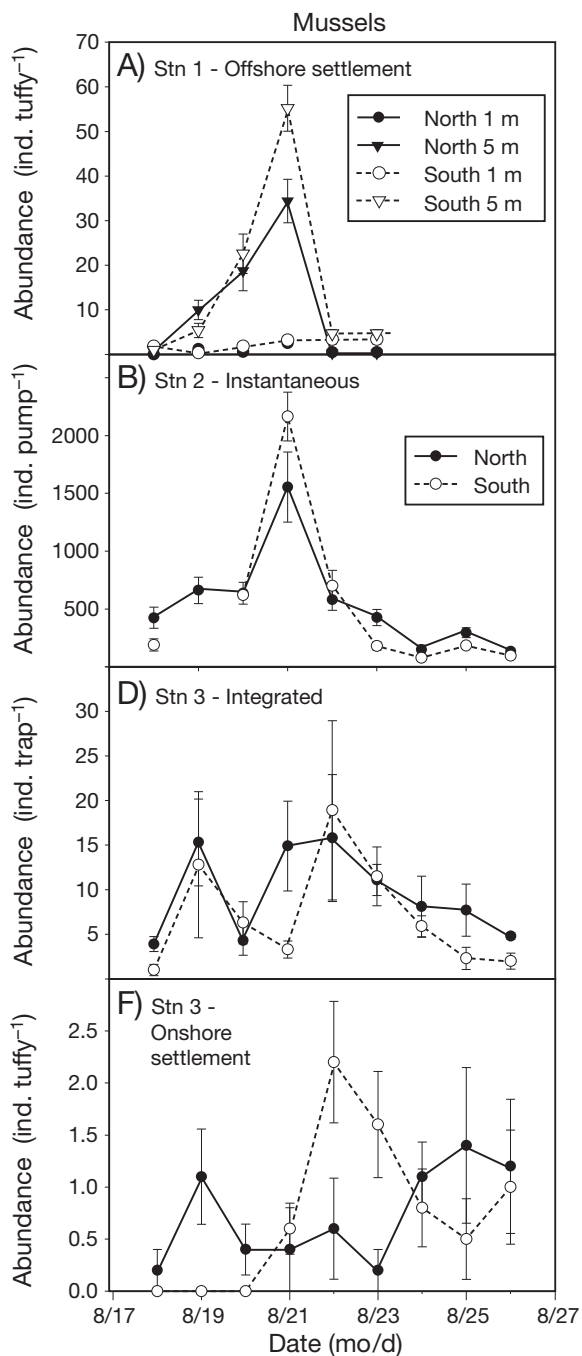 Mussels
A) Stn 1 - Offshore settlement
Abundance (ind. tuffy⁻¹)
70
60
50
40
30
20
10
North 1 m
North 5 m
South 1 m
South 5 m
B) Stn 2 - Instantaneous
Abundance (ind. pump⁻¹)
2000
1500
1000
500
North
South
D) Stn 3 - Integrated
Abundance (ind. trap⁻¹)
30
25
20
15
10
5
F) Stn 3 -
Onshore
settlement
Abundance (ind. tuffy⁻¹)
2.5
2.0
1.5
1.0
0.5
0.0
8/17 8/19 8/21 8/23 8/25 8/27
Date (mo/d)